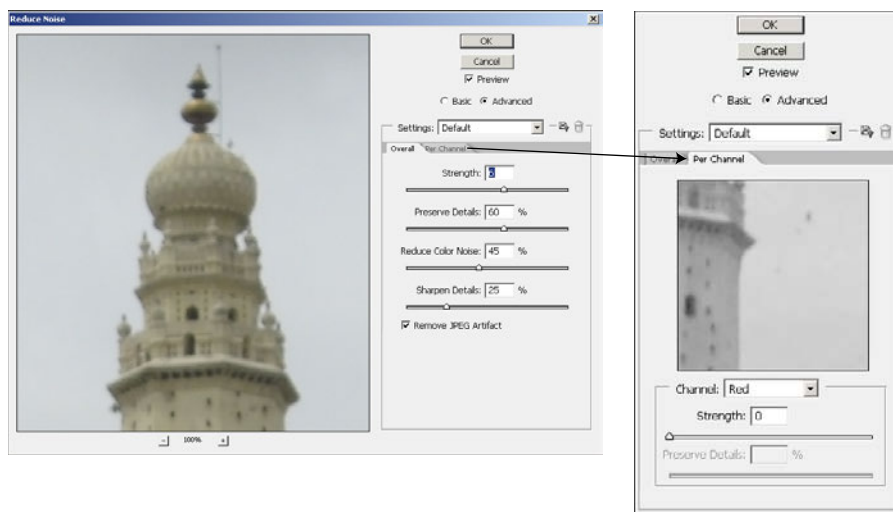 Reduce Noise
OK
Cancel
Preview
Basic Advanced
Settings: Default
Overall Per Channel
Strength: 6
Preserve Details: 60 %
Reduce Color Noise: 45 %
Sharpen Details: 25 %
Remove JPEG Artifact
- 100% +
OK
Cancel
Preview
Basic Advanced
Settings: Default
Overall Per Channel
Channel: Red
Strength: 0
Preserve Details: %